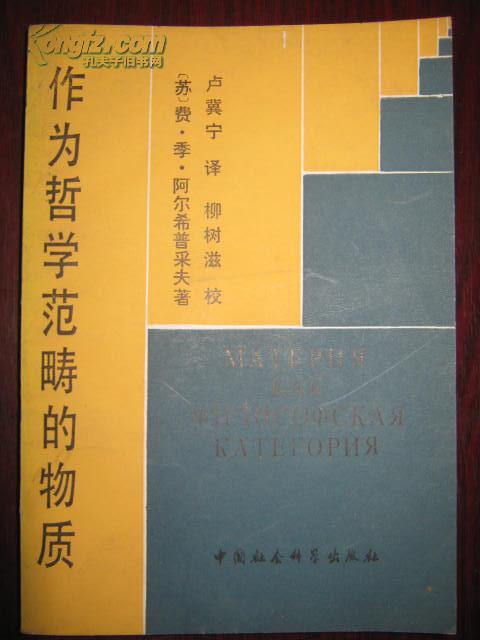 Kongfz.com
孔夫子旧书网
作为哲学范畴的物质
〔苏〕费·季·阿尔希普采夫著
卢冀宁 译 柳树滋 校
МАТЕРИЯ
КАК
ФИЛОСОФСКАЯ
КАТЕГОРИЯ
中国社会科学出版社